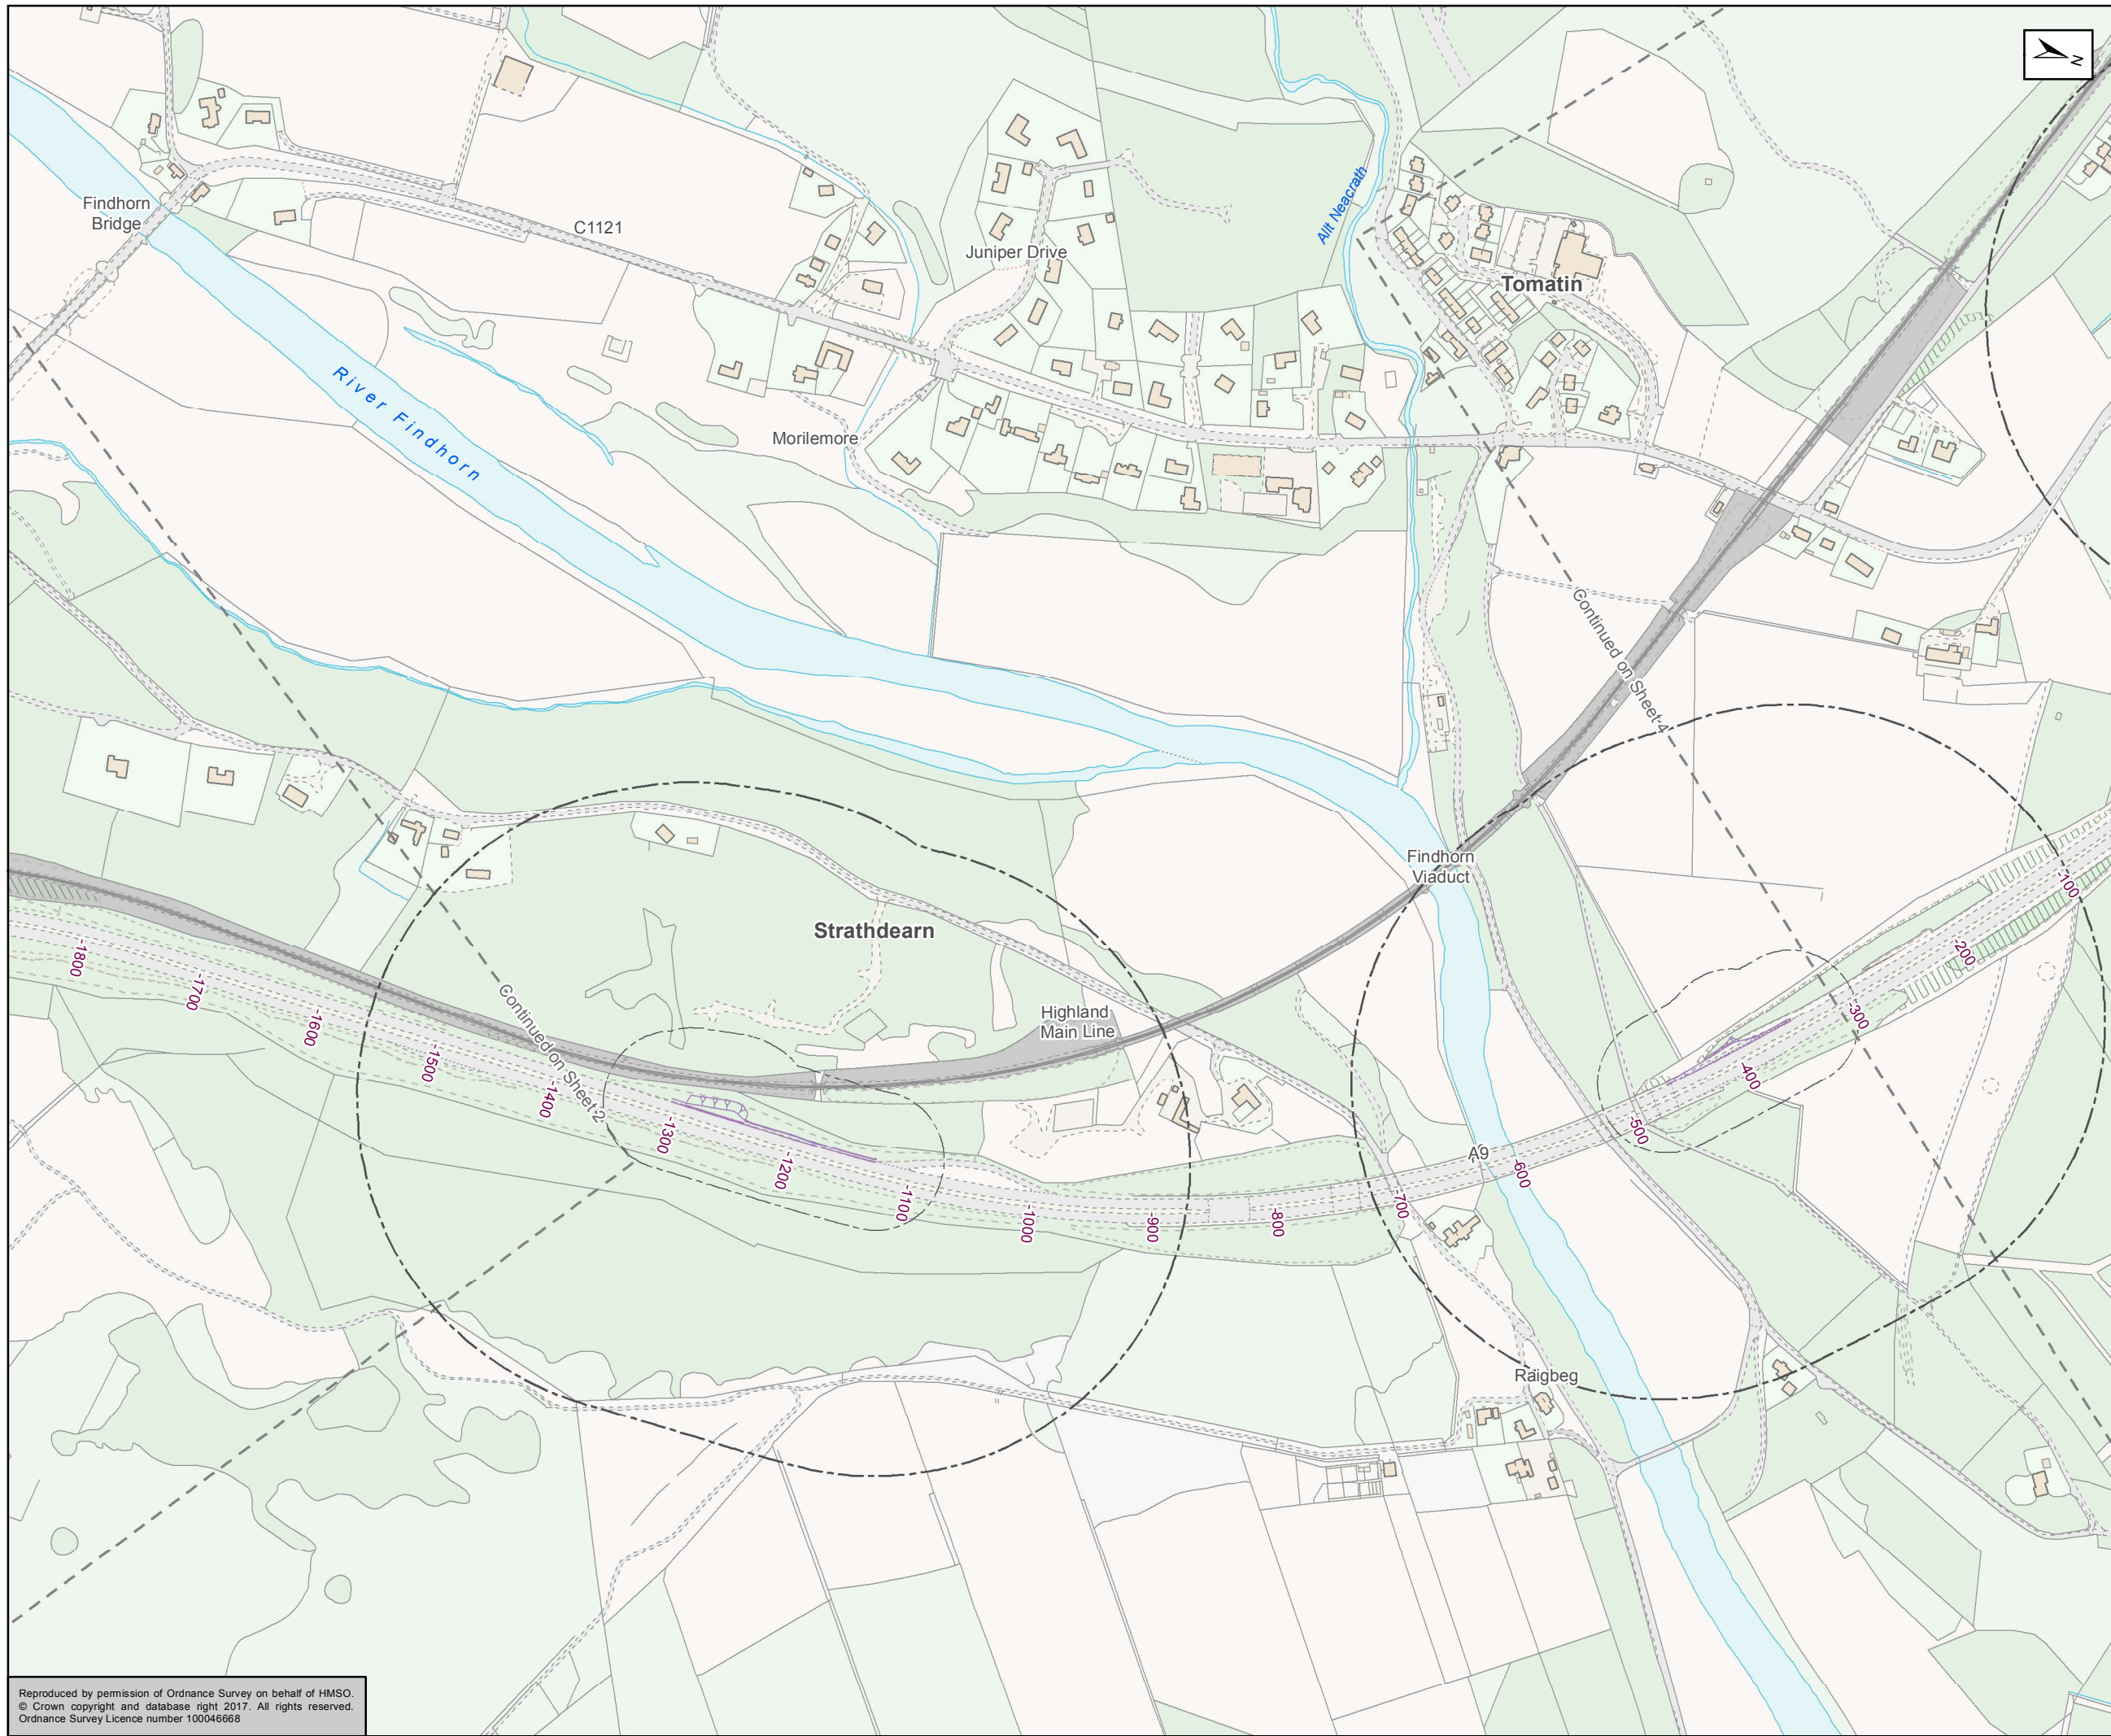 N
Findhorn
Bridge
C1121
Juniper Drive
Allt Neacrath
Tomatin
River Findhorn
Morilemore
Continued on Sheet 4
Findhorn
Viaduct
Strathdearn
Highland
Main Line
Continued on Sheet 2
A9
Raigbeg
-1800
-1700
-1600
-1500
-1400
-1300
-1200
-1100
-1000
-900
-800
-700
-600
-500
-400
-300
-200
-100
Reproduced by permission of Ordnance Survey on behalf of HMSO.
© Crown copyright and database right 2017. All rights reserved.
Ordnance Survey Licence number 100046668